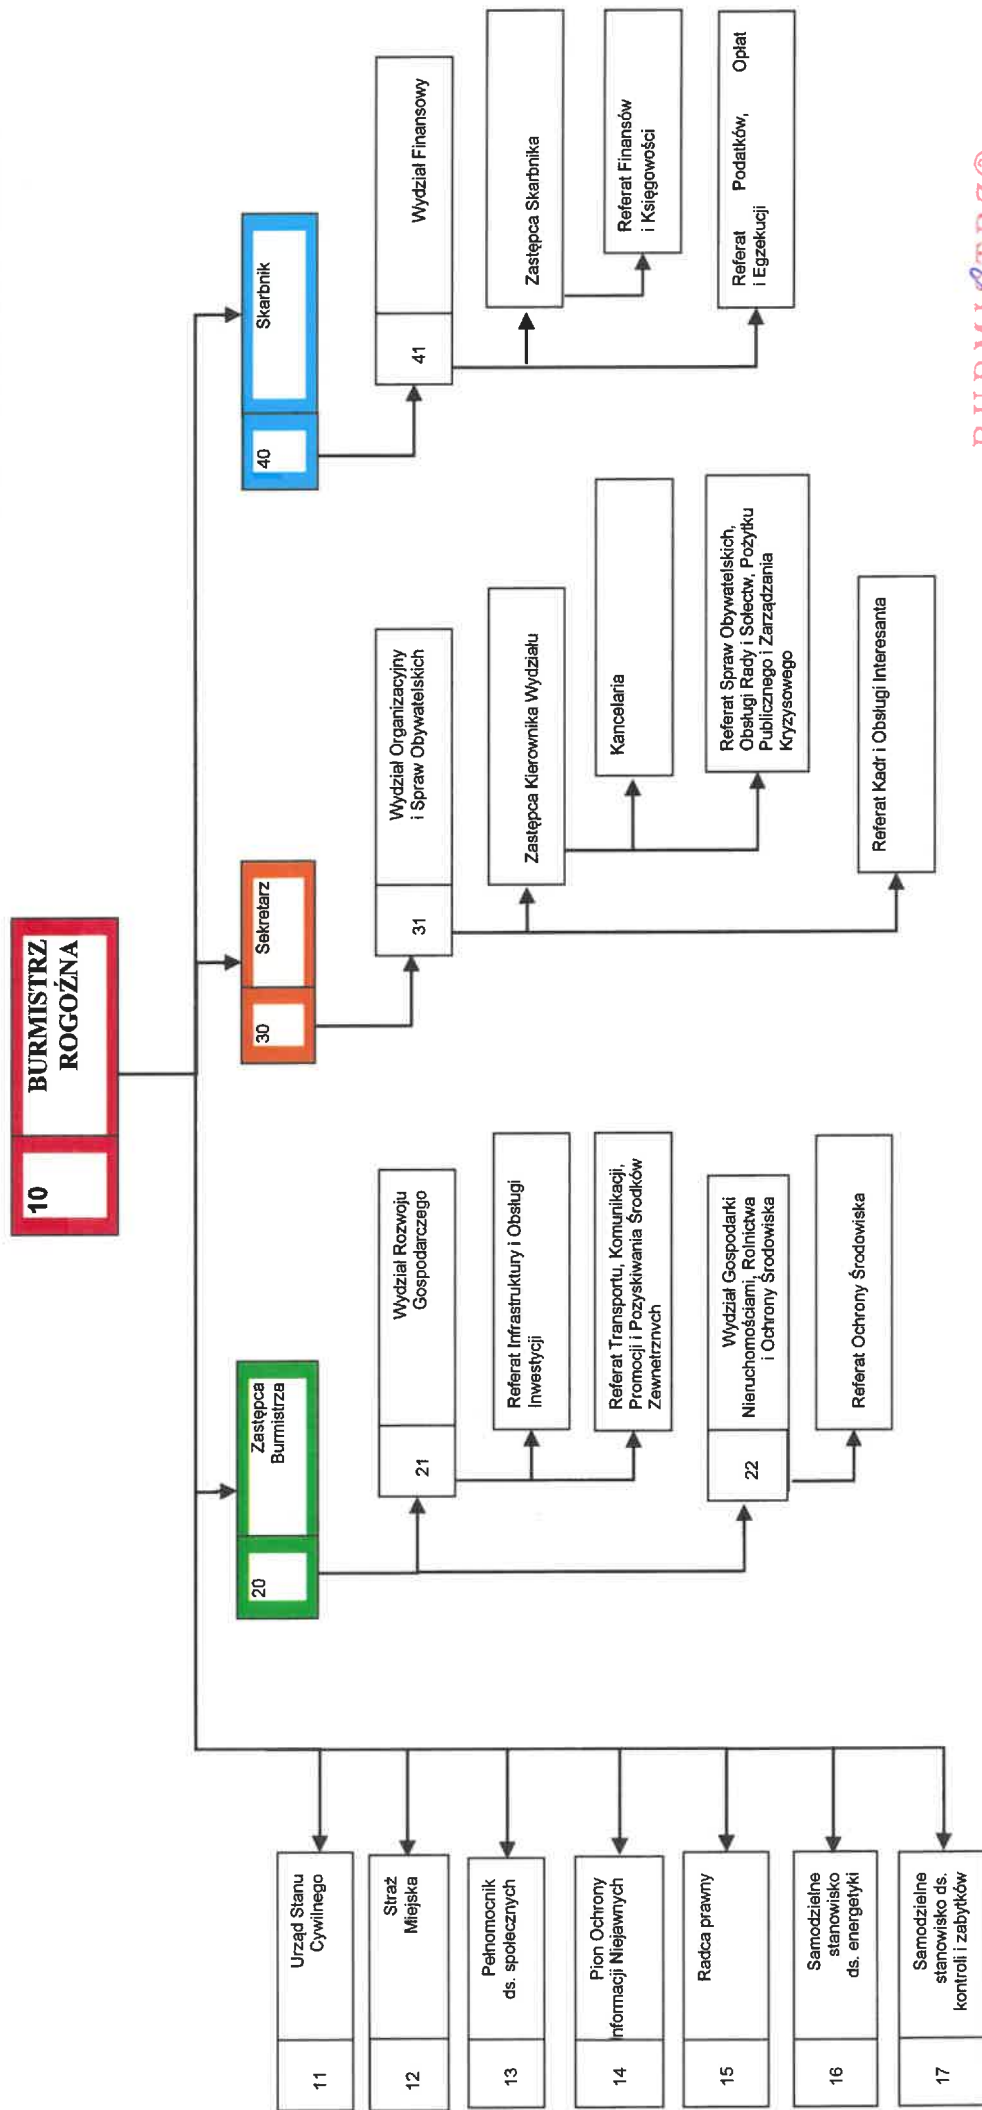 10
BURMISTRZ
ROGOŹNA
20
Zastępca
Burmistrza
30
Sekretarz
40
Skarbnik
11
Urząd Stanu
Cywilnego
12
Straż
Miejska
13
Pełnomocnik
ds. społecznych
14
Pion Ochrony
nformacji Niejawnych
15
Radca prawny
16
Samodzielne
stanowisko
ds. energetyki
17
Samodzielne
stanowisko ds.
kontroli i zabytków
21
Wydział Rozwoju
Gospodarczego
Referat Infrastruktury i Obsługi
Inwestycji
Referat Transportu, Komunikacji,
Promocji i Pozyskiwania Środków
Zewnetrznvch
22
Wydział Gospodarki
Nieruchomościami, Rolnictwa
i Ochrony Środowiska
Referat Ochrony Środowiska
31
Wydział Organizacyjny
i Spraw Obywatelskich
Zastępca Kierownika Wydziału
Kancelaria
Referat Spraw Obywatelskich,
Obsługi Rady i Sołectw, Pożytku
Publicznego i Zarządzania
Kryzysowego
Referat Kadr i Obsługi Interesanta
41
Wydział Finansowy
Zastępca Skarbnika
Referat Finansów
i Księgowości
Referat Podatków, Opłat
i Egzekucji